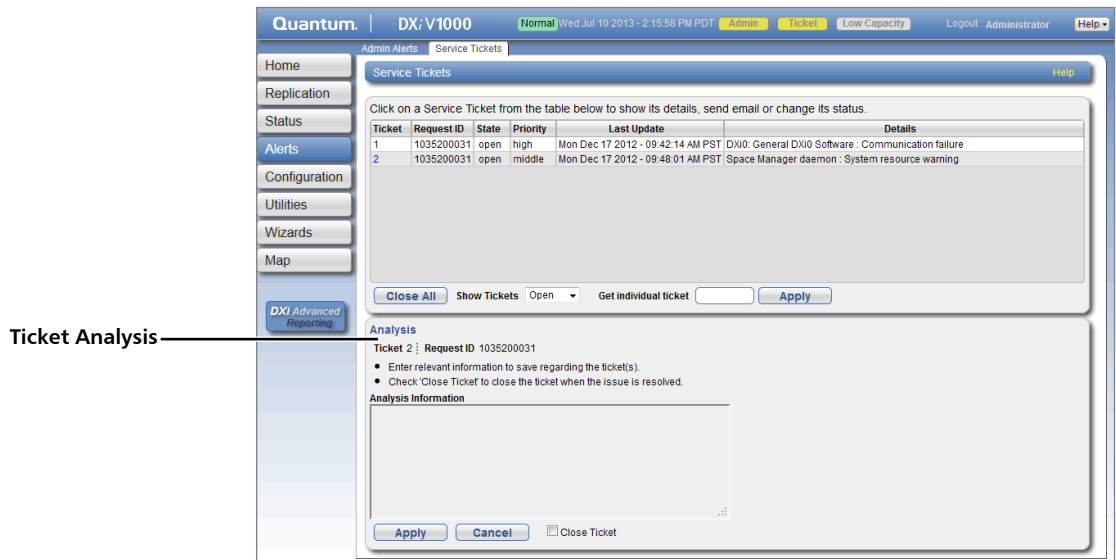 Quantum. DXi V1000 Normal Wed Jul 10 2013 - 2:15:58 PM PDT Admin Ticket Low Capacity Logout Administrator Help
Admin Alerts Service Tickets
Home
Replication
Status
Alerts
Configuration
Utilities
Wizards
Map
DXi Advanced
Reporting
Service Tickets Help
Click on a Service Ticket from the table below to show its details, send email or change its status.
Ticket Request ID State Priority Last Update Details
1 1035200031 open high Mon Dec 17 2012 - 09:42:14 AM PST DXi0: General DXi0 Software : Communication failure
2 1035200031 open middle Mon Dec 17 2012 - 09:48:01 AM PST Space Manager daemon : System resource warning
Close All Show Tickets Open Get individual ticket Apply
Ticket Analysis
Analysis
Ticket 2 Request ID 1035200031
• Enter relevant information to save regarding the ticket(s).
• Check 'Close Ticket' to close the ticket when the issue is resolved.
Analysis Information
Apply Cancel Close Ticket